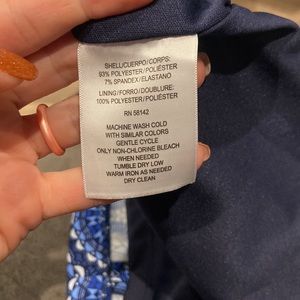 SHELL/CUERPO/CORPS:
93% POLYESTER/POLIÉSTER
7% SPANDEX/ELASTANO
LINING/FORRO/DOUBLURE:
100% POLYESTER/POLIÉSTER
RN 58142
MACHINE WASH COLD
WITH SIMILAR COLORS
GENTLE CYCLE
ONLY NON-CHLORINE BLEACH
WHEN NEEDED
TUMBLE DRY LOW
WARM IRON AS NEEDED
DRY CLEAN